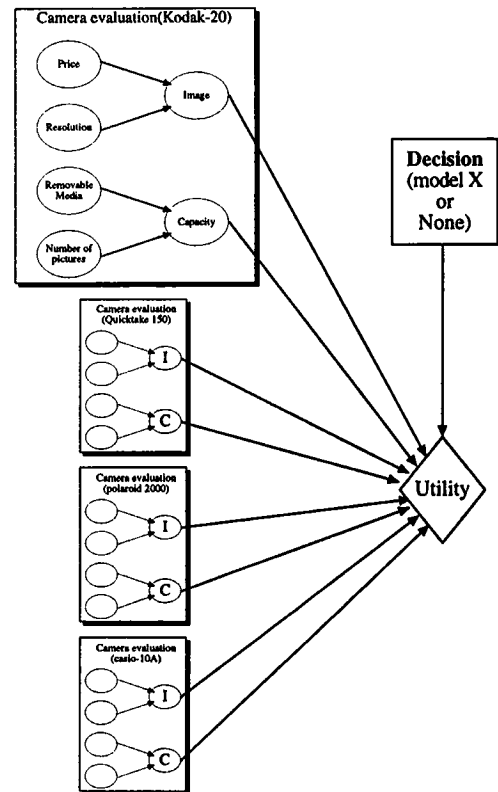 Camera evaluation(Kodak-20)
Price
Image
Resolution
Removable
Media
Capacity
Number of
pictures
Decision
(model X
or
None)
Camera evaluation
(Quicktake 150)
I
C
Camera evaluation
(polaroid 2000)
I
C
Utility
Camera evaluation
(casio-10A)
I
C